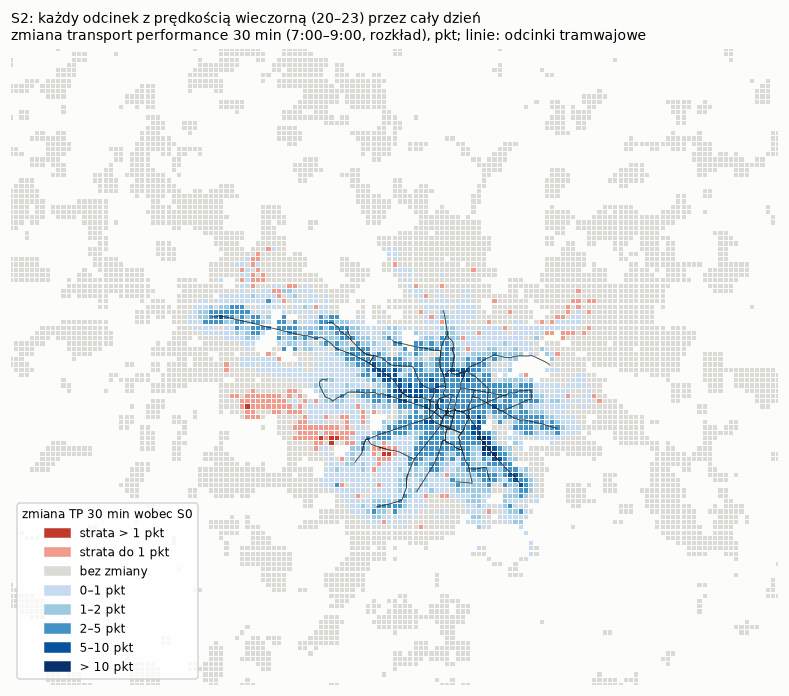 S2: każdy odcinek z prędkością wieczorną (20–23) przez cały dzień
zmiana transport performance 30 min (7:00–9:00, rozkład), pkt; linie: odcinki tramwajowe
zmiana TP 30 min wobec S0
strata > 1 pkt
strata do 1 pkt
bez zmiany
0–1 pkt
1–2 pkt
2–5 pkt
5–10 pkt
> 10 pkt